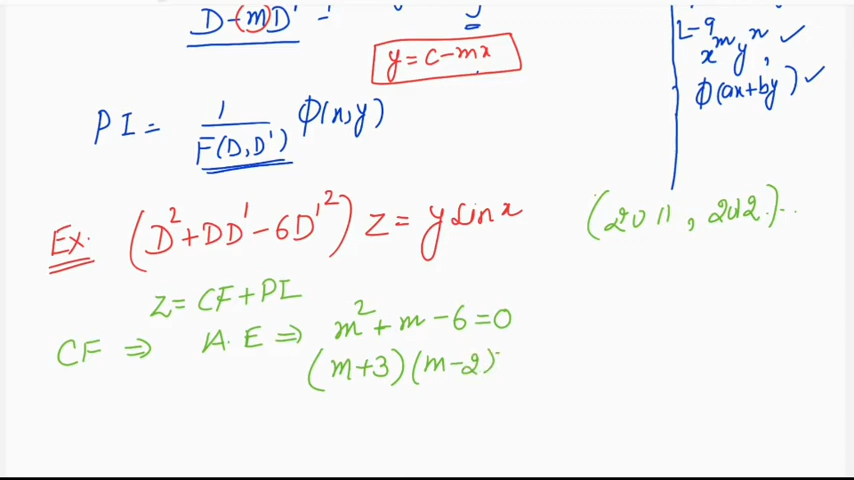 D-(m)D'
y = c - mx
L-9
x^m y^n ✓
φ(ax+by) ✓
PI = 1/F(D,D') φ(x,y)
Ex. (D² + DD' - 6D'²) z = y sin x (2011, 2012)..
z = CF + PI
CF ⇒ A.E ⇒ m² + m - 6 = 0
(m+3)(m-2)